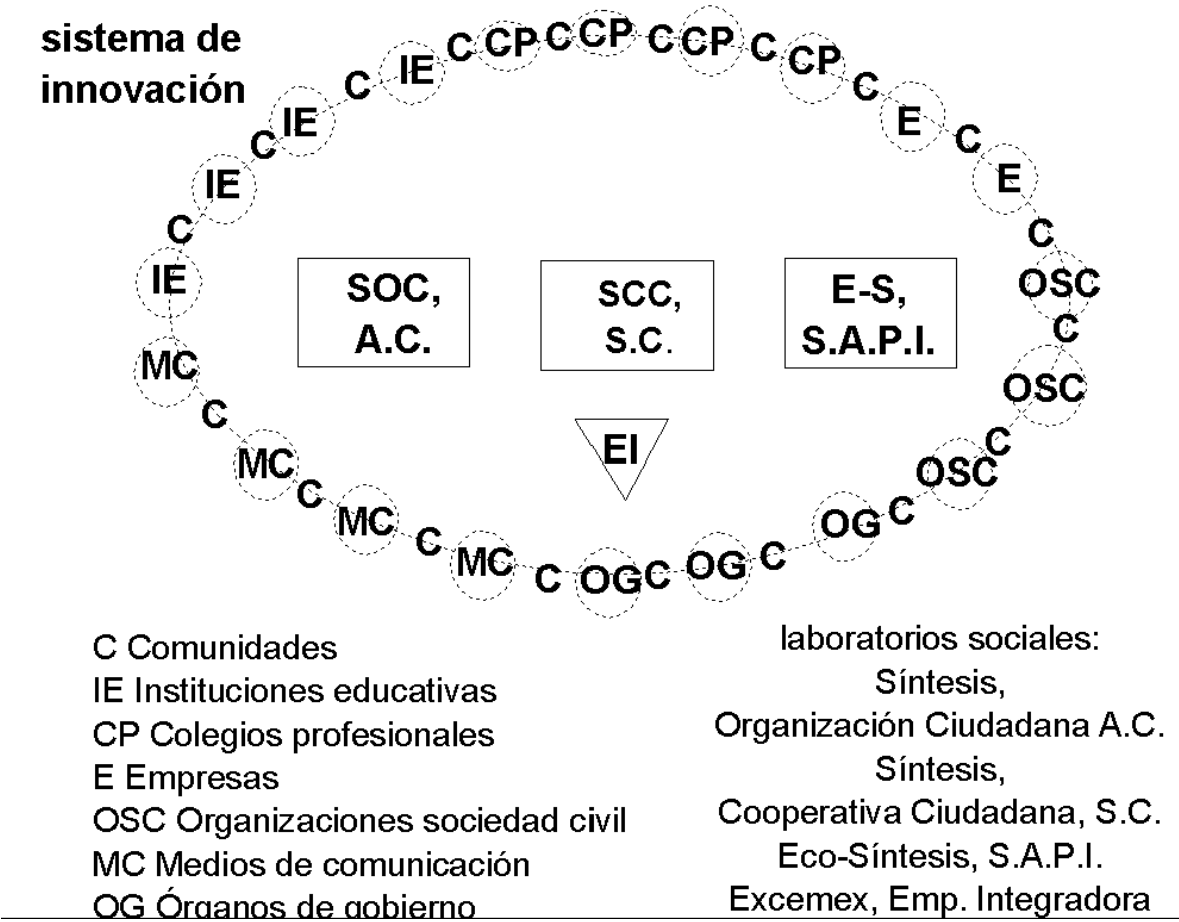 sistema de
innovación
IE C IE C IE C IE C CP C CP C CP C CP C E C E C OSC C OSC C OSC C OG C OG C OG C MC C MC C MC C MC
SOC,
A.C.
SCC,
S.C.
E-S,
S.A.P.I.
EI
C Comunidades
IE Instituciones educativas
CP Colegios profesionales
E Empresas
OSC Organizaciones sociedad civil
MC Medios de comunicación
OG Órganos de gobierno
laboratorios sociales:
Síntesis,
Organización Ciudadana A.C.
Síntesis,
Cooperativa Ciudadana, S.C.
Eco-Síntesis, S.A.P.I.
Excemex, Emp. Integradora